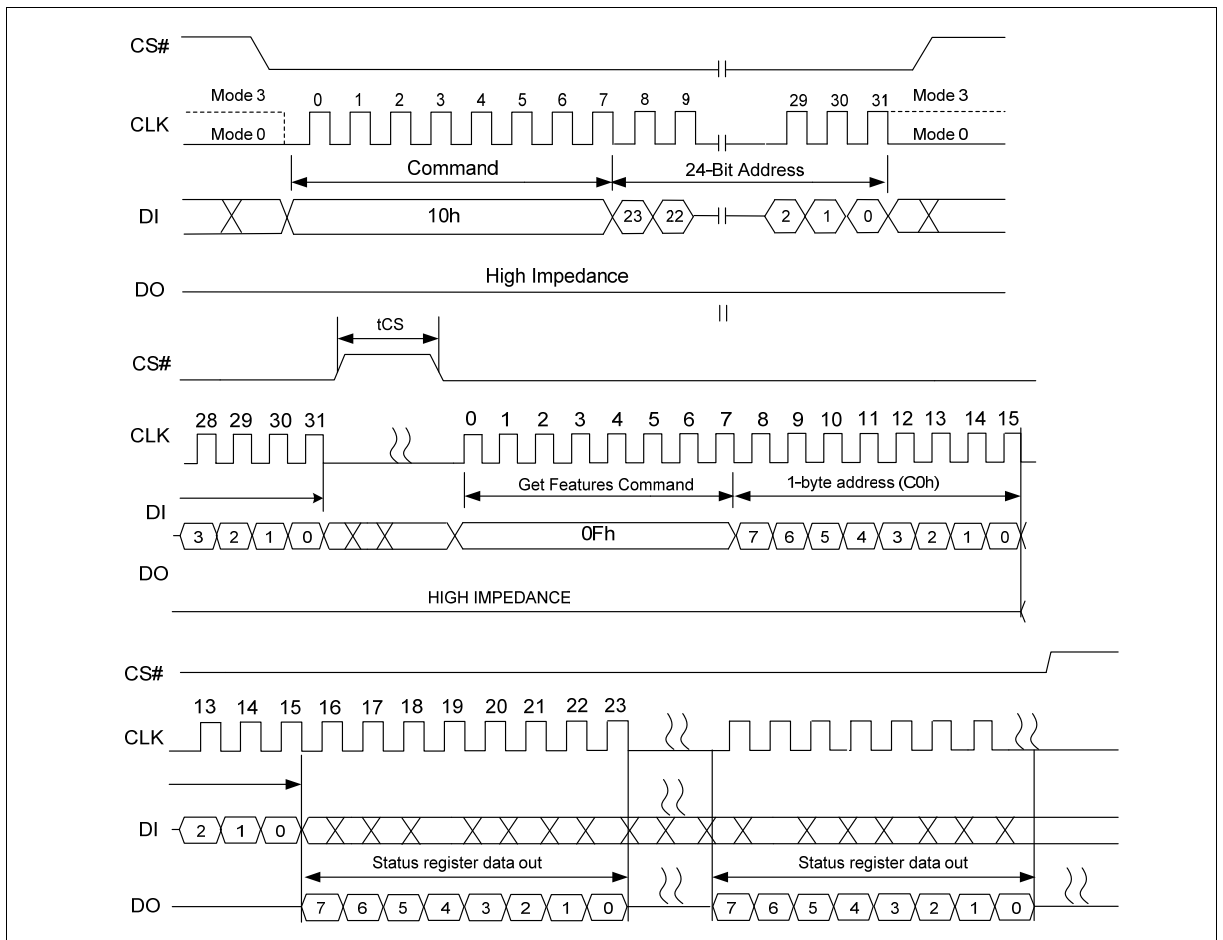 CS#
Mode 3 0 1 2 3 4 5 6 7 8 9 29 30 31 Mode 3
CLK
Mode 0 Mode 0
Command 24-Bit Address
DI 10h 23 22 2 1 0
High Impedance
DO
tCS
CS#
28 29 30 31 0 1 2 3 4 5 6 7 8 9 10 11 12 13 14 15
CLK
Get Features Command 1-byte address (C0h)
DI
3 2 1 0 0Fh 7 6 5 4 3 2 1 0
DO
HIGH IMPEDANCE
CS#
13 14 15 16 17 18 19 20 21 22 23
CLK
DI 2 1 0
Status register data out Status register data out
DO 7 6 5 4 3 2 1 0 7 6 5 4 3 2 1 0